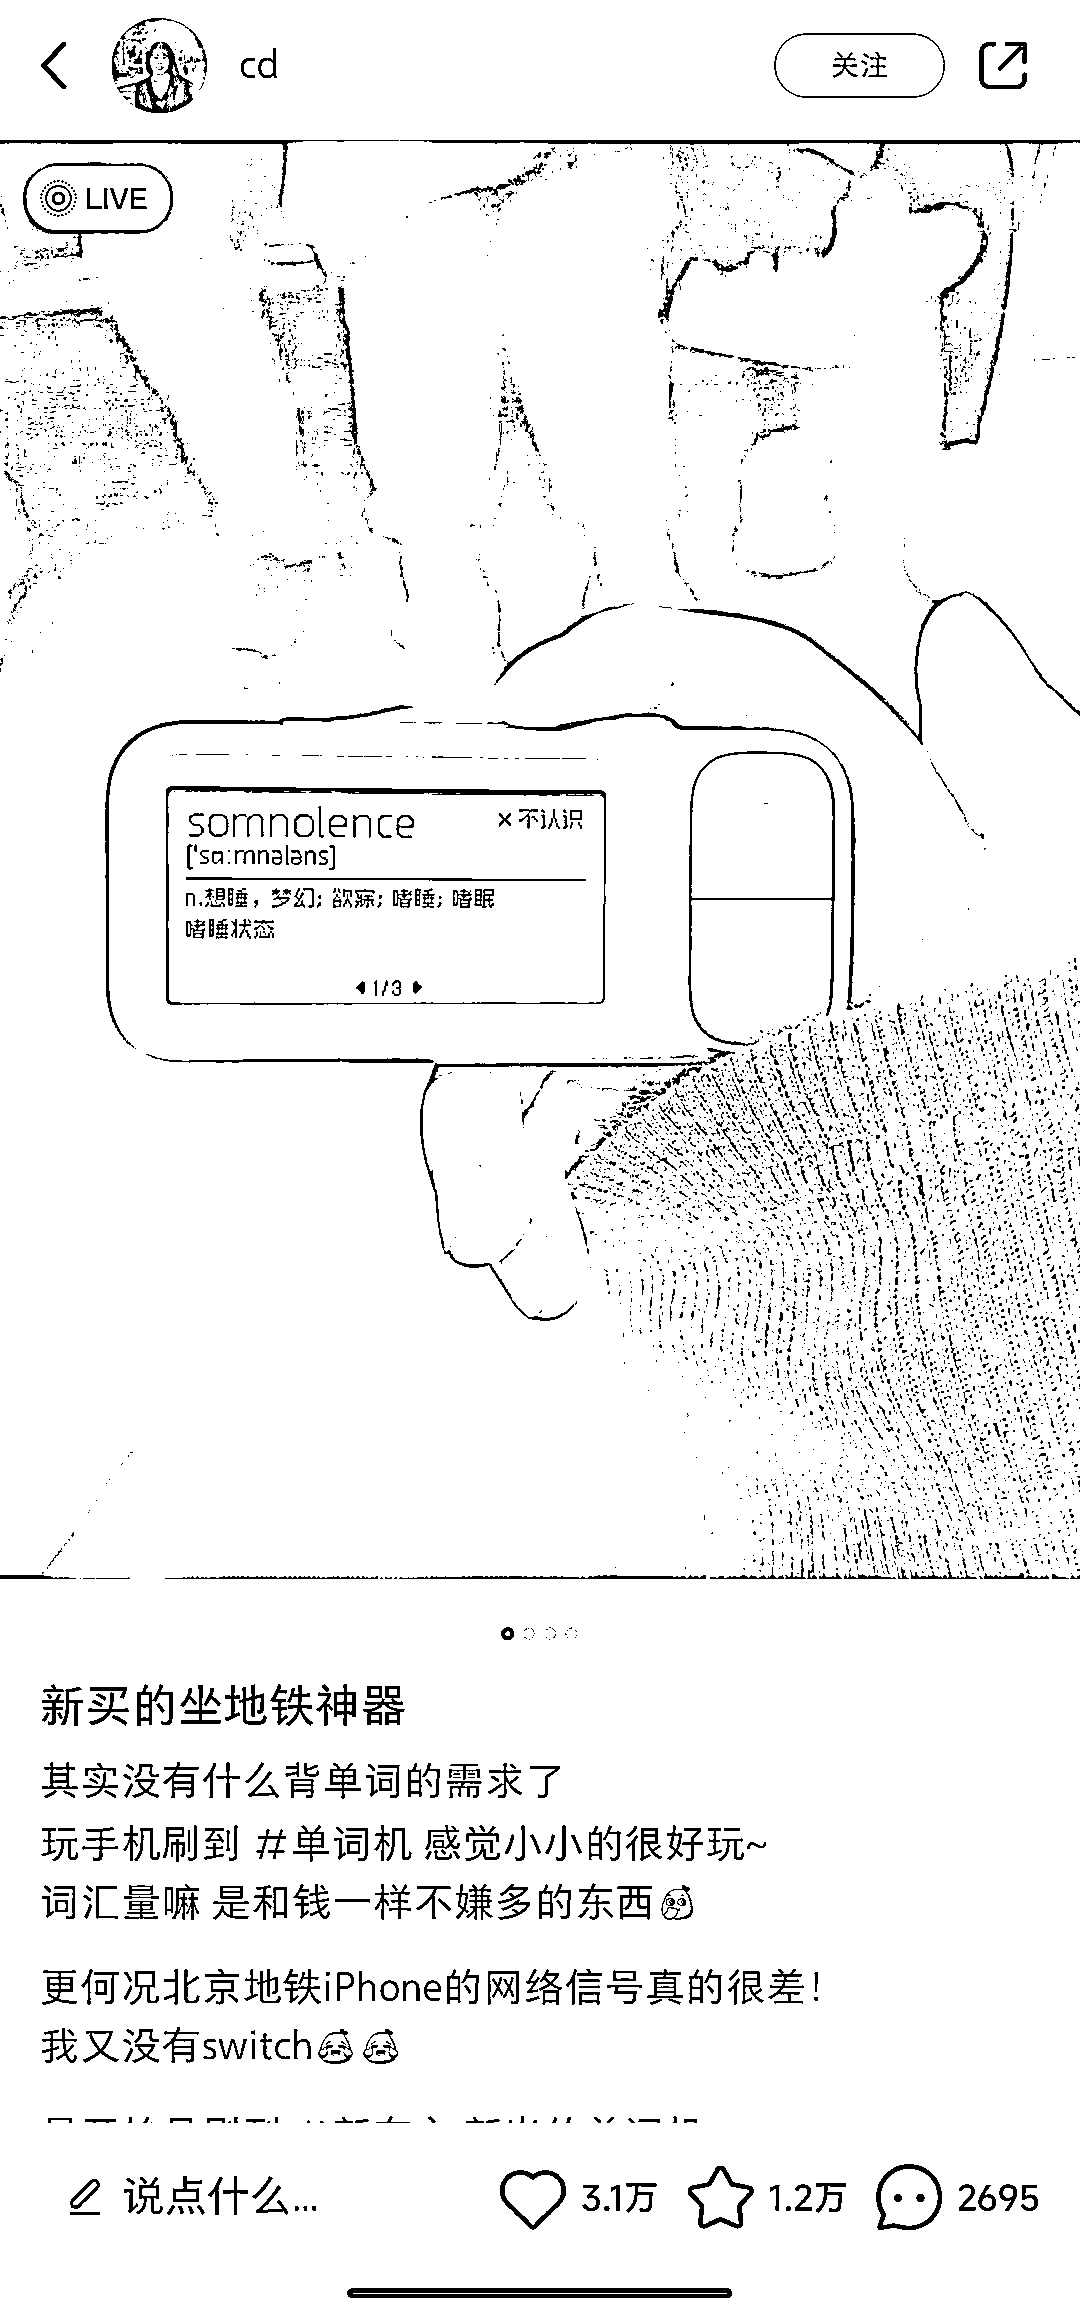 cd
关注
LIVE
somnolence
× 不认识
['sɑ:mnələns]
n.想睡，梦幻; 欲寐; 嗜睡; 嗜眠
嗜睡状态
1/3
新买的坐地铁神器
其实没有什么背单词的需求了
玩手机刷到 #单词机 感觉小小的很好玩~
词汇量嘛 是和钱一样不嫌多的东西
更何况北京地铁iPhone的网络信号真的很差！
我又没有switch
说点什么...
3.1万
1.2万
2695